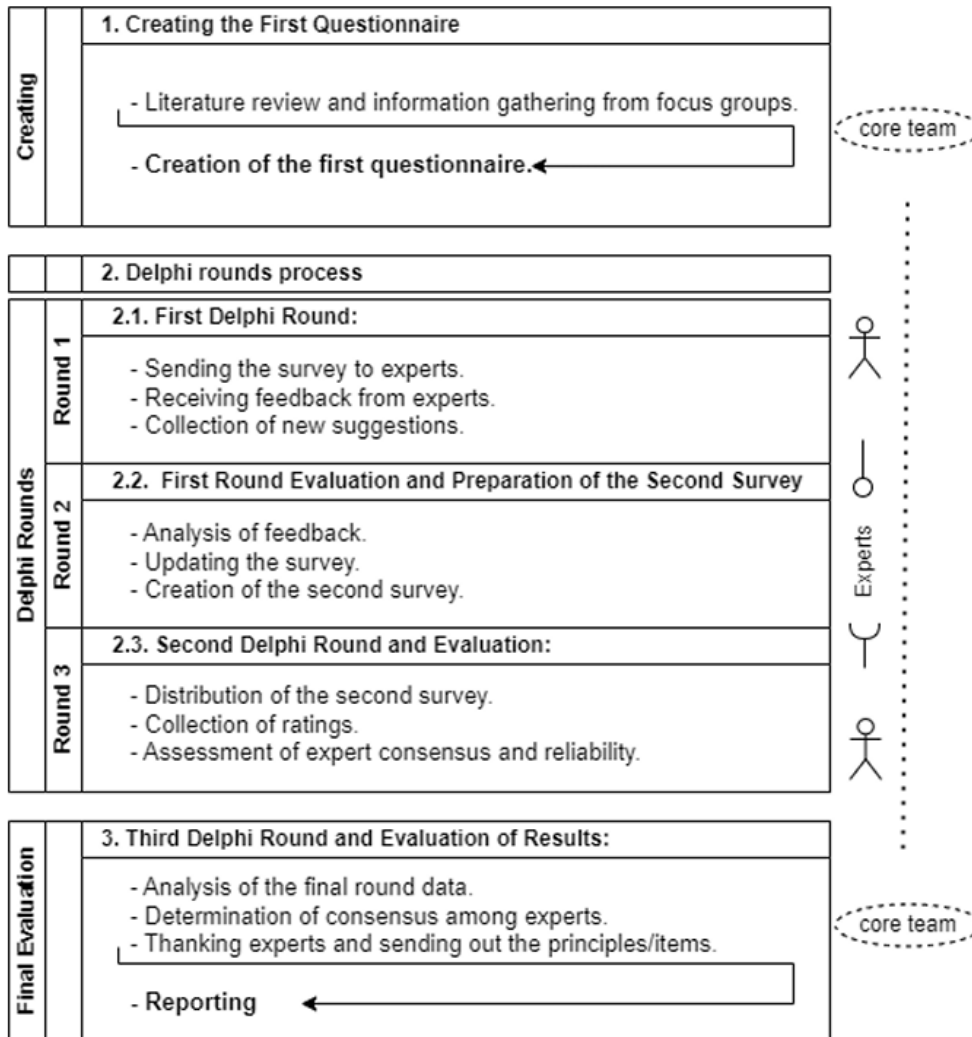 1. Creating the First Questionnaire
Creating
- Literature review and information gathering from focus groups.
core team
- Creation of the first questionnaire.
2. Delphi rounds process
Delphi Rounds
2.1. First Delphi Round:
Round 1
- Sending the survey to experts.
- Receiving feedback from experts.
- Collection of new suggestions.
2.2. First Round Evaluation and Preparation of the Second Survey
Round 2
- Analysis of feedback.
- Updating the survey.
- Creation of the second survey.
Experts
2.3. Second Delphi Round and Evaluation:
Round 3
- Distribution of the second survey.
- Collection of ratings.
- Assessment of expert consensus and reliability.
3. Third Delphi Round and Evaluation of Results:
Final Evaluation
- Analysis of the final round data.
- Determination of consensus among experts.
- Thanking experts and sending out the principles/items.
core team
- Reporting